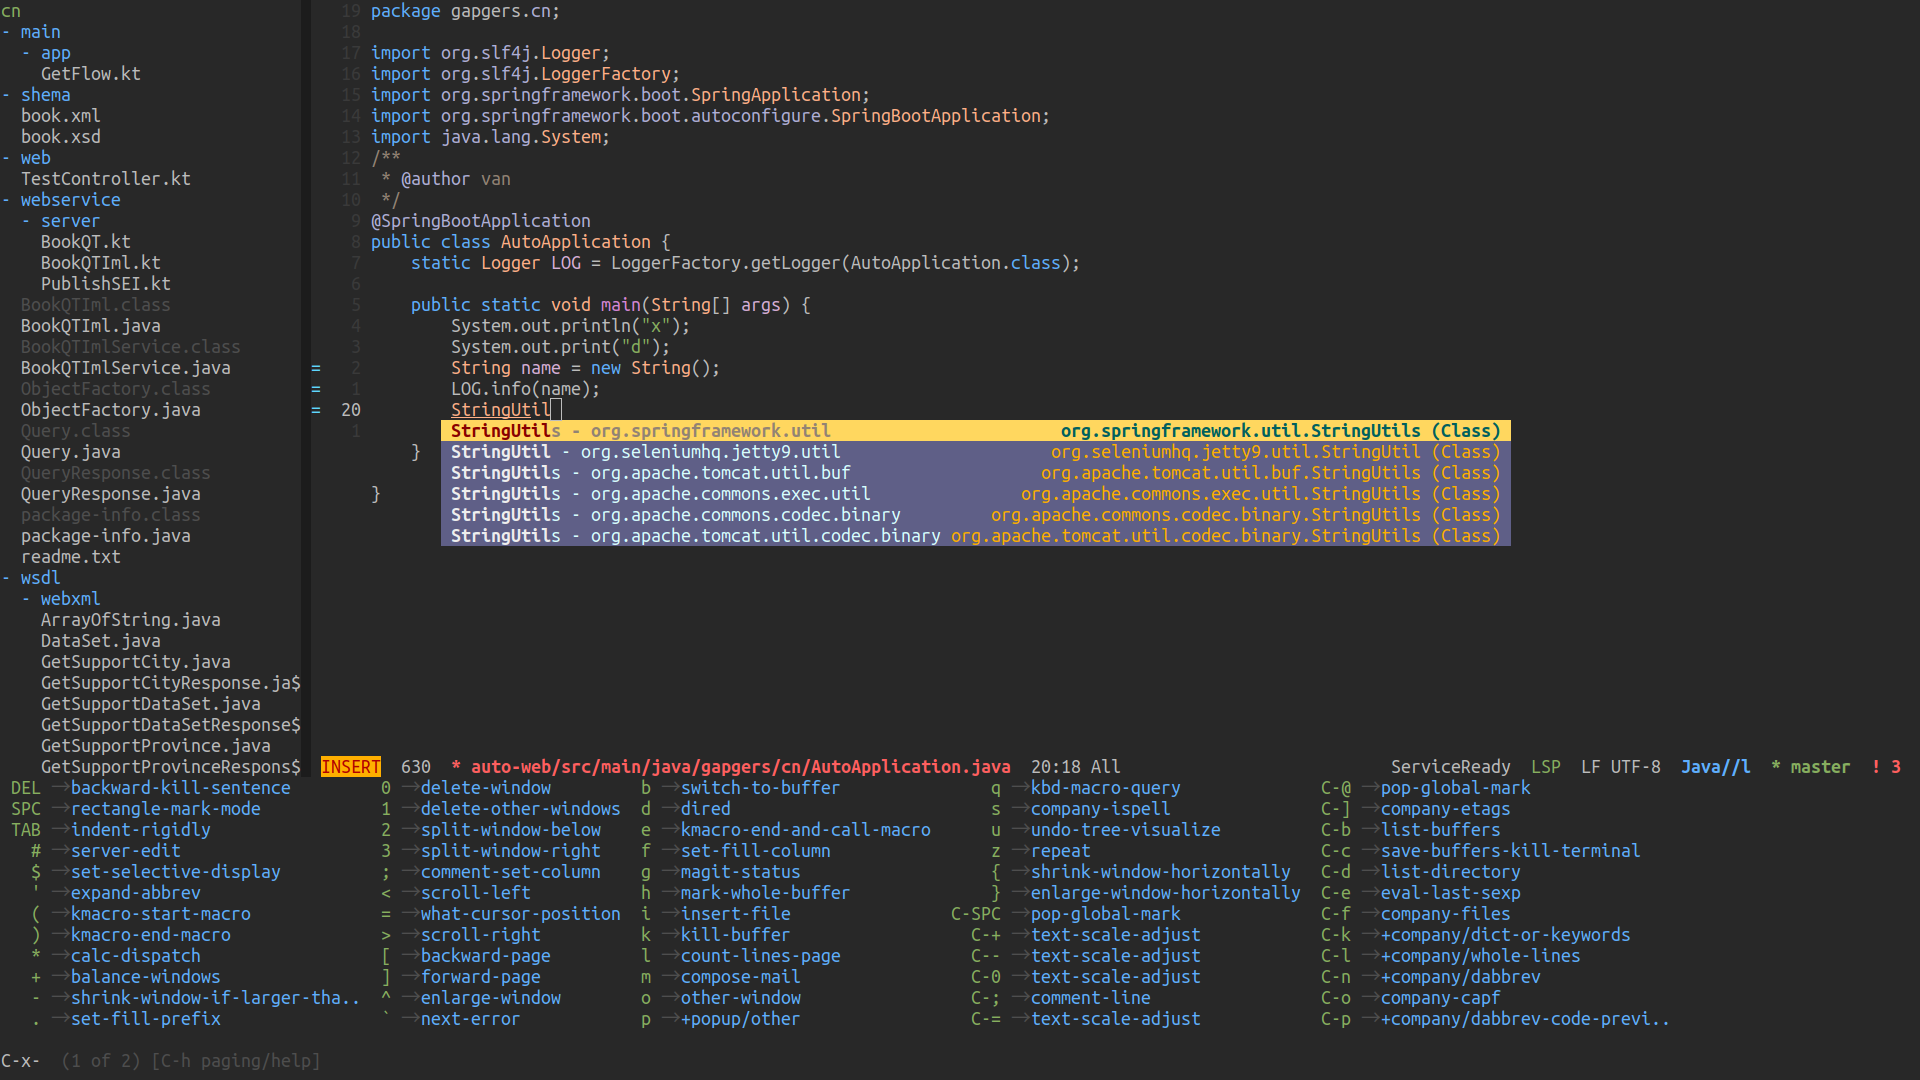 cn
- main
  - app
    GetFlow.kt
- shema
  book.xml
  book.xsd
- web
  TestController.kt
- webservice
  - server
    BookQT.kt
    BookQTIml.kt
    PublishSEI.kt
  BookQTIml.class
  BookQTIml.java
  BookQTImlService.class
  BookQTImlService.java
  ObjectFactory.class
  ObjectFactory.java
  Query.class
  Query.java
  QueryResponse.class
  QueryResponse.java
  package-info.class
  package-info.java
  readme.txt
- wsdl
  - webxml
    ArrayOfString.java
    DataSet.java
    GetSupportCity.java
    GetSupportCityResponse.ja$
    GetSupportDataSet.java
    GetSupportDataSetResponse$
    GetSupportProvince.java
    GetSupportProvinceRespons$
19 package gapgers.cn;
18
17 import org.slf4j.Logger;
16 import org.slf4j.LoggerFactory;
15 import org.springframework.boot.SpringApplication;
14 import org.springframework.boot.autoconfigure.SpringBootApplication;
13 import java.lang.System;
12 /**
11  * @author van
10  */
9 @SpringBootApplication
8 public class AutoApplication {
7     static Logger LOG = LoggerFactory.getLogger(AutoApplication.class);
6
5     public static void main(String[] args) {
4         System.out.println("x");
3         System.out.print("d");
= 2         String name = new String();
= 1         LOG.info(name);
= 20         StringUtil
1 StringUtils - org.springframework.util org.springframework.util.StringUtils (Class)
} StringUtil - org.seleniumhq.jetty9.util org.seleniumhq.jetty9.util.StringUtil (Class)
StringUtils - org.apache.tomcat.util.buf org.apache.tomcat.util.buf.StringUtils (Class)
} StringUtils - org.apache.commons.exec.util org.apache.commons.exec.util.StringUtils (Class)
StringUtils - org.apache.commons.codec.binary org.apache.commons.codec.binary.StringUtils (Class)
StringUtils - org.apache.tomcat.util.codec.binary org.apache.tomcat.util.codec.binary.StringUtils (Class)
INSERT 630 * auto-web/src/main/java/gapgers/cn/AutoApplication.java 20:18 All ServiceReady LSP LF UTF-8 Java//l * master ! 3
DEL →backward-kill-sentence 0 →delete-window b →switch-to-buffer q →kbd-macro-query C-@ →pop-global-mark
SPC →rectangle-mark-mode 1 →delete-other-windows d →dired s →company-ispell C-] →company-etags
TAB →indent-rigidly 2 →split-window-below e →kmacro-end-and-call-macro u →undo-tree-visualize C-b →list-buffers
# →server-edit 3 →split-window-right f →set-fill-column z →repeat C-c →save-buffers-kill-terminal
$ →set-selective-display ; →comment-set-column g →magit-status { →shrink-window-horizontally C-d →list-directory
' →expand-abbrev < →scroll-left h →mark-whole-buffer } →enlarge-window-horizontally C-e →eval-last-sexp
( →kmacro-start-macro = →what-cursor-position i →insert-file C-SPC →pop-global-mark C-f →company-files
) →kmacro-end-macro > →scroll-right k →kill-buffer C-+ →text-scale-adjust C-k →+company/dict-or-keywords
* →calc-dispatch [ →backward-page l →count-lines-page C-- →text-scale-adjust C-l →+company/whole-lines
+ →balance-windows ] →forward-page m →compose-mail C-0 →text-scale-adjust C-n →+company/dabbrev
- →shrink-window-if-larger-tha.. ^ →enlarge-window o →other-window C-; →comment-line C-o →company-capf
. →set-fill-prefix ` →next-error p →+popup/other C-= →text-scale-adjust C-p →+company/dabbrev-code-previ..
C-x-  (1 of 2) [C-h paging/help]